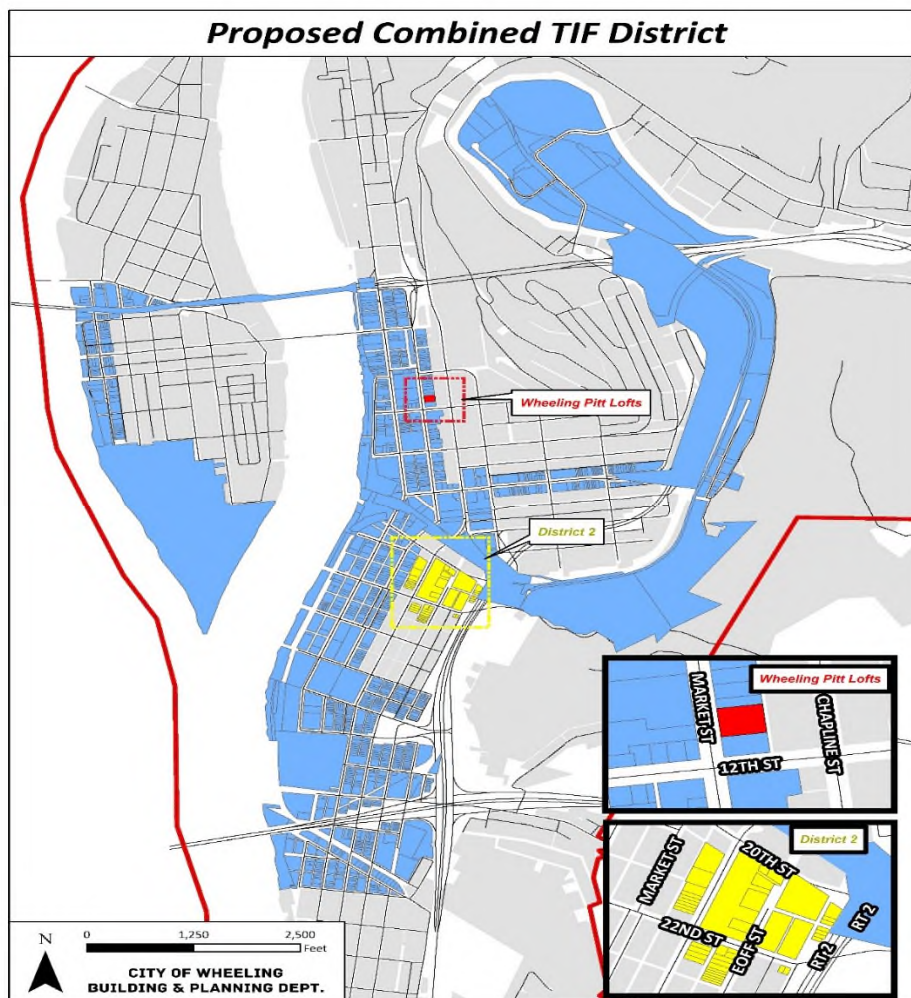 Proposed Combined TIF District
Wheeling Pitt Lofts
District 2
Wheeling Pitt Lofts
MARKET ST
CHAPLINE ST
12TH ST
District 2
MARKET ST
20TH ST
22ND ST
EOFF ST
RT 2
RT 2
N
0 1,250 2,500
Feet
CITY OF WHEELING
BUILDING & PLANNING DEPT.